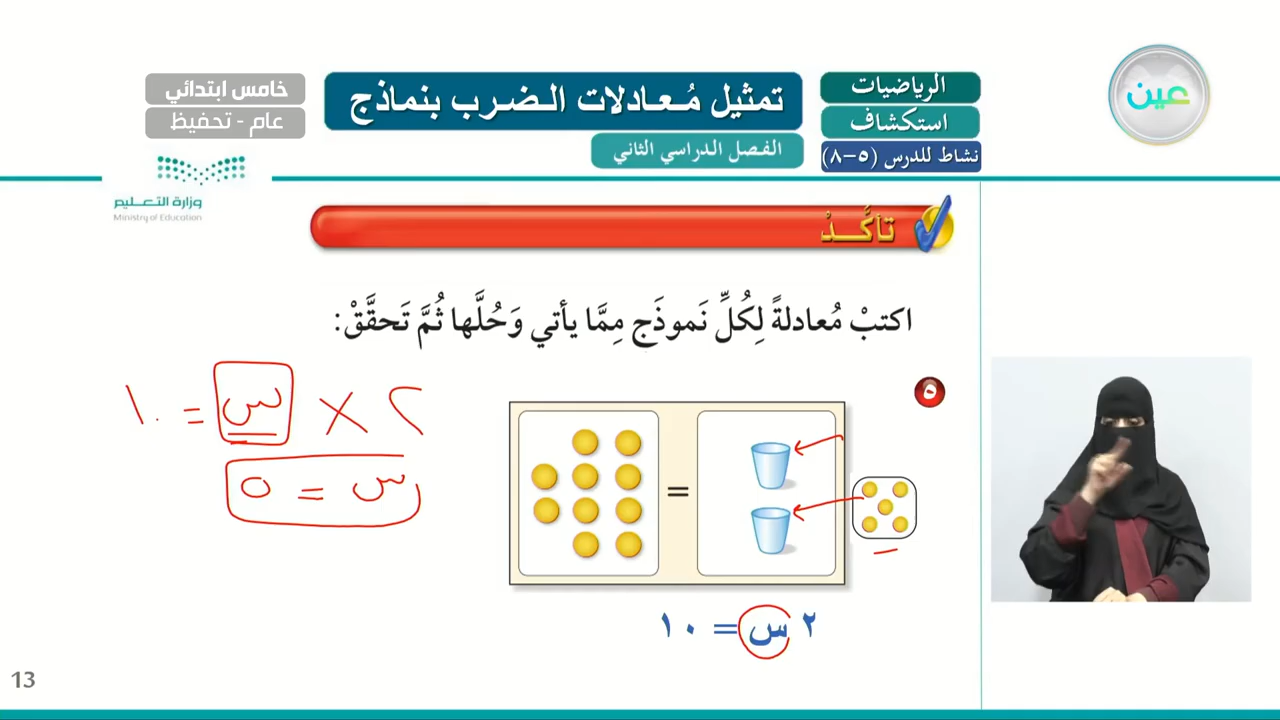 عين
الرياضيات
استكشاف
نشاط للدرس (٥-٨)
تمثيل مُعادلات الضرب بنماذج
الفصل الدراسي الثاني
خامس ابتدائي
عام - تحفيظ
وزارة التعليم
Ministry of Education
تأكَّدْ
اكتبْ مُعادلةً لِكُلِّ نَموذَج مِمَّا يأتي وَحُلَّها ثُمَّ تَحقَّقْ:
٥
=
٢ × س = ١٠
س = ٥
٢ س = ١٠
13